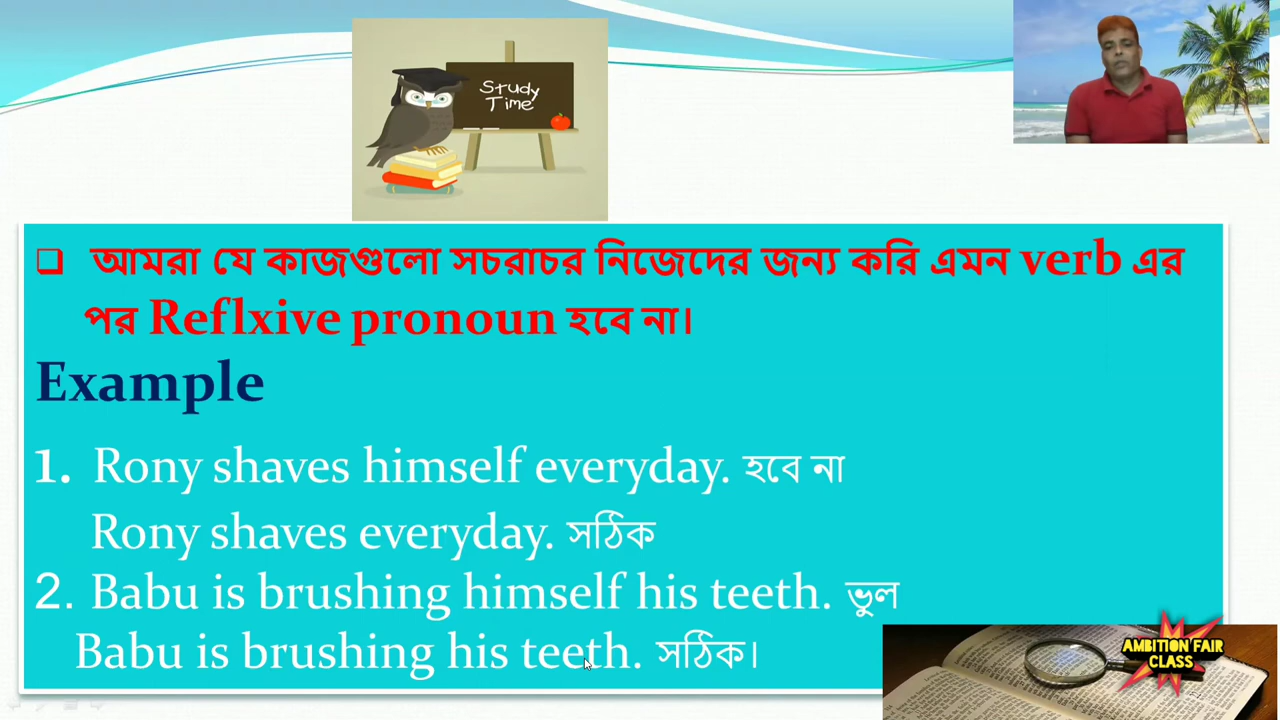 Study
Time
আমরা যে কাজগুলো সচরাচর নিজেদের জন্য করি এমন verb এর
পর Reflxive pronoun হবে না।
Example
1. Rony shaves himself everyday. হবে না
Rony shaves everyday. সঠিক
2. Babu is brushing himself his teeth. ভুল
Babu is brushing his teeth. সঠিক।
AMBITION FAIR
CLASS